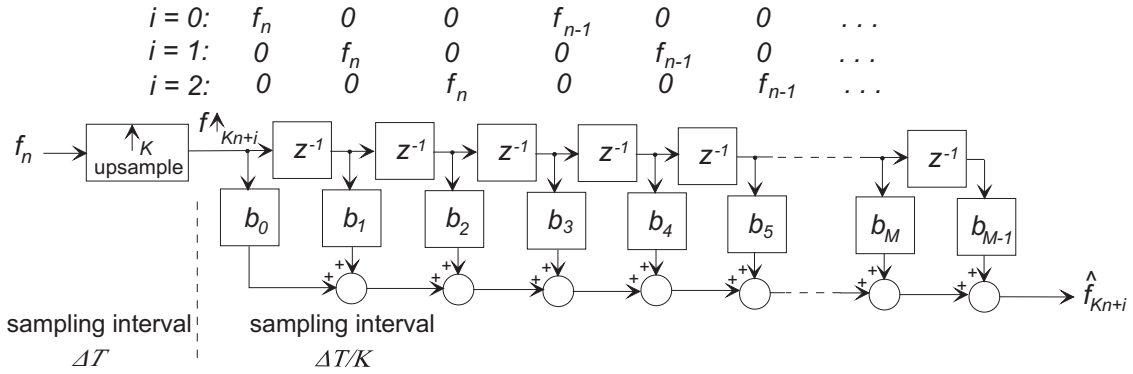 i = 0: fₙ 0 0 fₙ₋₁ 0 0 . . .
i = 1: 0 fₙ 0 0 fₙ₋₁ 0 . . .
i = 2: 0 0 fₙ 0 0 fₙ₋₁ . . .
fₙ ↑K upsample f↑Kn+i z⁻¹ z⁻¹ z⁻¹ z⁻¹ z⁻¹ z⁻¹
b₀ b₁ b₂ b₃ b₄ b₅ b_M b_M-1
+ + + + + + + + + + + + + +
f̂Kn+i
sampling interval sampling interval
ΔT ΔT/K